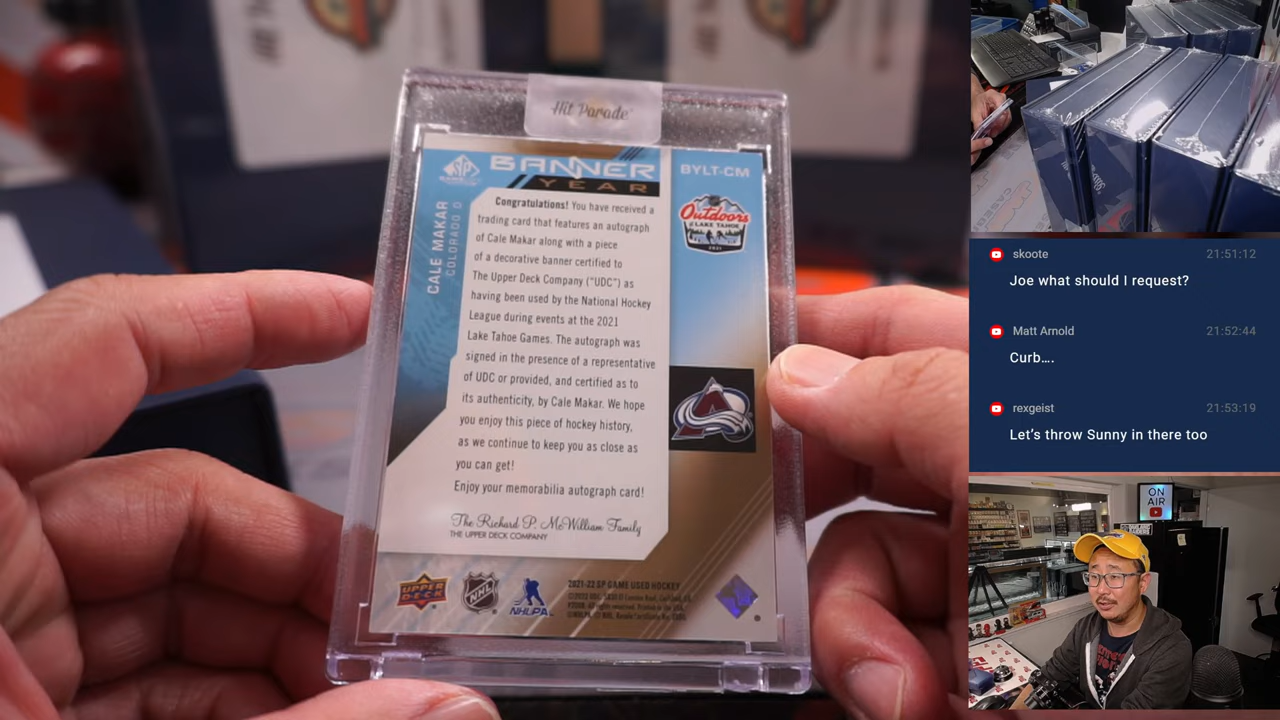 Hit Parade
SP
BANNER
YEAR
BYLT-CM
CALE MAKAR
COLORADO D
NHL
Outdoors
AT LAKE TAHOE
2021
Congratulations! You have received a
trading card that features an autograph
of Cale Makar along with a piece
of a decorative banner certified to
The Upper Deck Company ("UDC") as
having been used by the National Hockey
League during events at the 2021
Lake Tahoe Games. The autograph was
signed in the presence of a representative
of UDC or provided, and certified as to
its authenticity, by Cale Makar. We hope
you enjoy this piece of hockey history,
as we continue to keep you as close as
you can get!
Enjoy your memorabilia autograph card!
The Richard P. McWilliam Family
THE UPPER DECK COMPANY
UPPER
DECK
NHL
NHLPA
2021-22 SP GAME USED HOCKEY
skoote
21:51:12
Joe what should I request?
Matt Arnold
21:52:44
Curb....
rexgeist
21:53:19
Let's throw Sunny in there too
ON
AIR